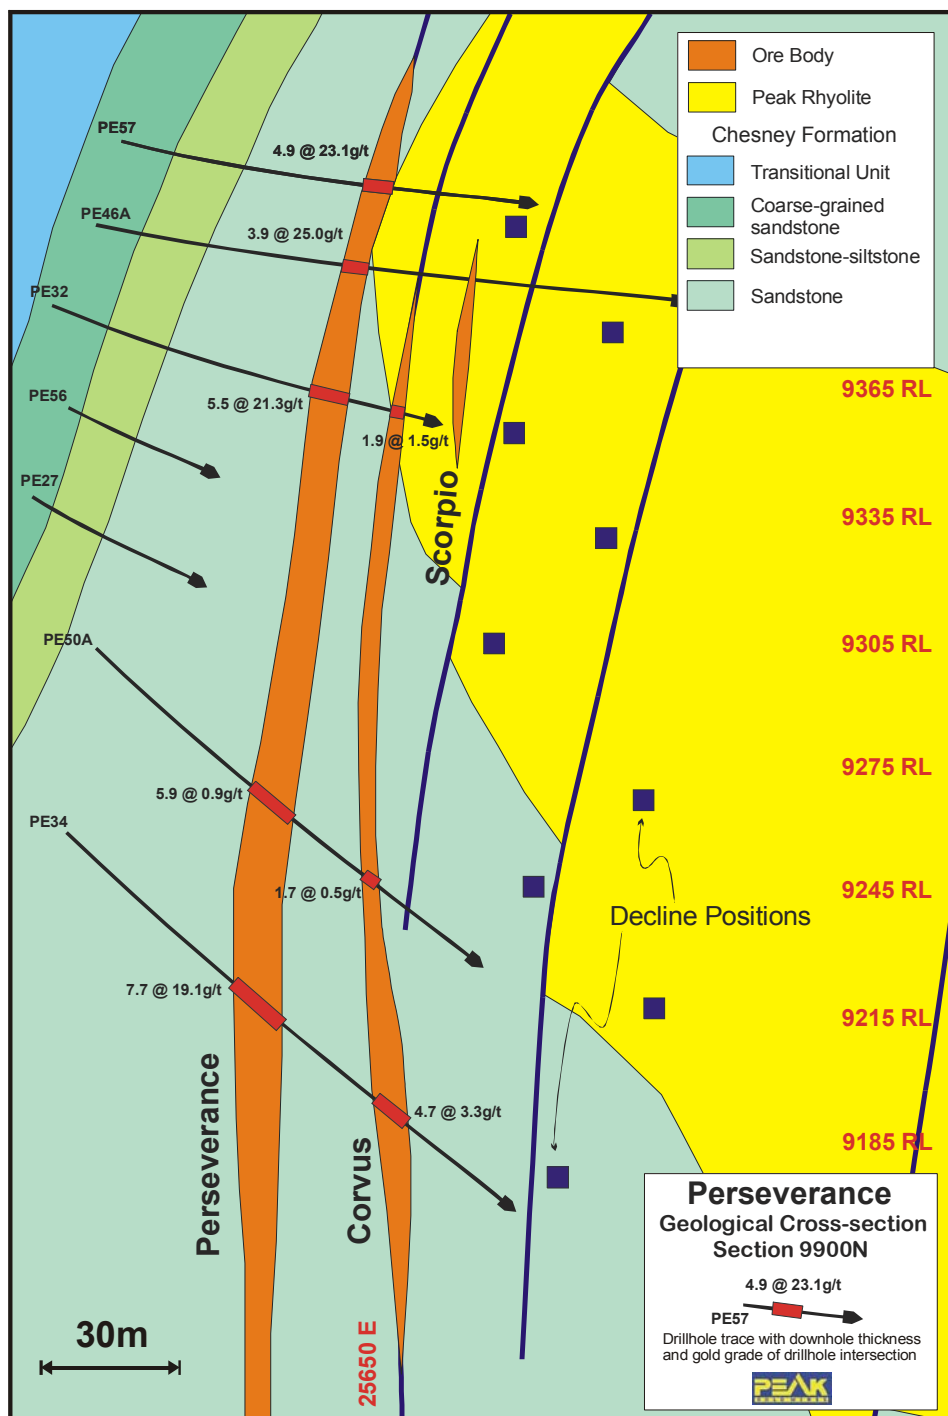 Ore Body
Peak Rhyolite
Chesney Formation
Transitional Unit
Coarse-grained
sandstone
Sandstone-siltstone
Sandstone
PE57
4.9 @ 23.1g/t
PE46A
3.9 @ 25.0g/t
PE32
5.5 @ 21.3g/t
1.9 @ 1.5g/t
PE56
PE27
Scorpio
PE50A
5.9 @ 0.9g/t
1.7 @ 0.5g/t
PE34
7.7 @ 19.1g/t
4.7 @ 3.3g/t
9365 RL
9335 RL
9305 RL
9275 RL
9245 RL
9215 RL
9185 RL
Decline Positions
Perseverance
Corvus
25650 E
30m
Perseverance
Geological Cross-section
Section 9900N
4.9 @ 23.1g/t
PE57
Drillhole trace with downhole thickness
and gold grade of drillhole intersection
PEAK